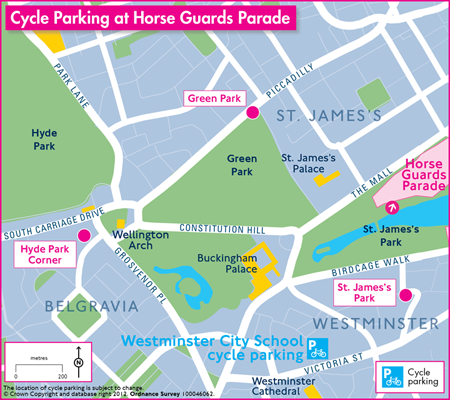 Cycle Parking at Horse Guards Parade
PARK LANE
PICCADILLY
Green Park
ST. JAMES'S
Hyde
Park
Green
Park
St. James's
Palace
THE MALL
Horse
Guards
Parade
SOUTH CARRIAGE DRIVE
CONSTITUTION HILL
Wellington
Arch
St. James's
Park
Hyde Park
Corner
GROSVENOR PL
Buckingham
Palace
BIRDCAGE WALK
St. James's
Park
BELGRAVIA
WESTMINSTER
Westminster City School
cycle parking
P
VICTORIA ST
metres
0 200
N
Westminster
Cathedral
P
Cycle
parking
The location of cycle parking is subject to change.
© Crown Copyright and database right 2012. Ordnance Survey 100046062.